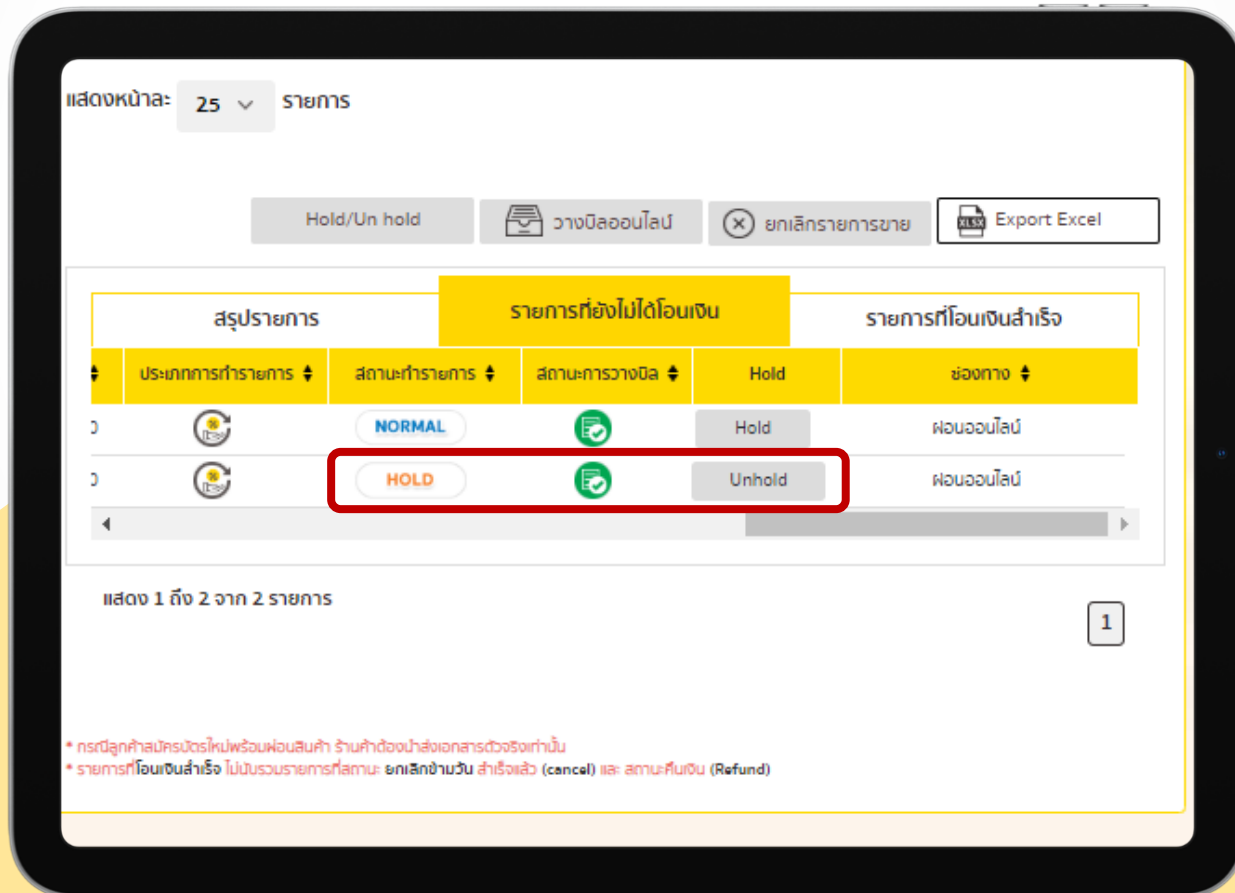 แสดงหน้าละ 25 รายการ
Hold/Un hold วางบิลออนไลน์ ยกเลิกรายการขาย XLSX Export Excel
สรุปรายการ รายการที่ยังไม่ได้โอนเงิน รายการที่โอนเงินสำเร็จ
ประเภทการทำรายการ สถานะทำรายการ สถานะการวางบิล Hold ช่องทาง
NORMAL Hold ผ่อนออนไลน์
HOLD Unhold ผ่อนออนไลน์
แสดง 1 ถึง 2 จาก 2 รายการ
1
* กรณีลูกค้าสมัครบัตรใหม่พร้อมผ่อนสินค้า ร้านค้าต้องนำส่งเอกสารตัวจริงเท่านั้น
* รายการที่โอนเงินสำเร็จ ไม่นับรวมรายการที่สถานะ ยกเลิกข้ามวัน สำเร็จแล้ว (cancel) และ สถานะคืนเงิน (Refund)